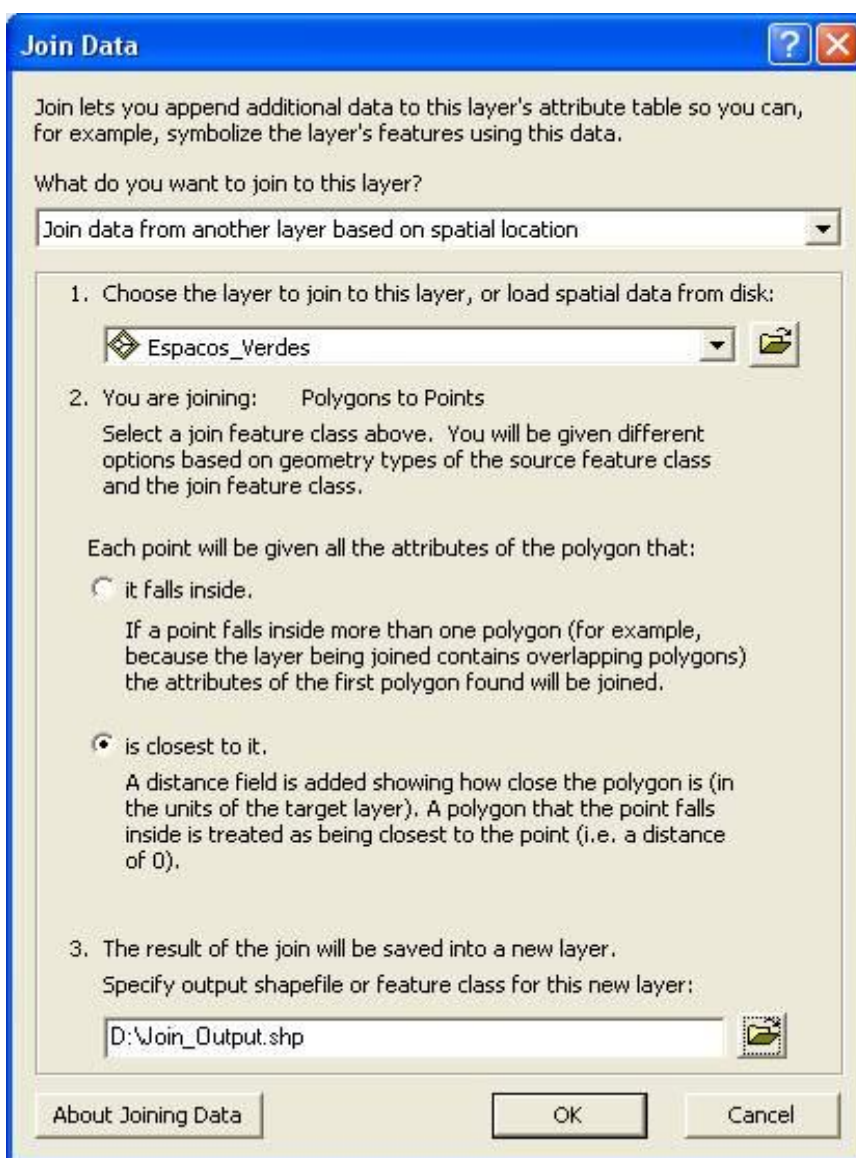 Join Data
Join lets you append additional data to this layer's attribute table so you can,
for example, symbolize the layer's features using this data.
What do you want to join to this layer?
Join data from another layer based on spatial location
1. Choose the layer to join to this layer, or load spatial data from disk:
Espacos_Verdes
2. You are joining: Polygons to Points
Select a join feature class above. You will be given different
options based on geometry types of the source feature class
and the join feature class.
Each point will be given all the attributes of the polygon that:
it falls inside.
If a point falls inside more than one polygon (for example,
because the layer being joined contains overlapping polygons)
the attributes of the first polygon found will be joined.
is closest to it.
A distance field is added showing how close the polygon is (in
the units of the target layer). A polygon that the point falls
inside is treated as being closest to the point (i.e. a distance
of 0).
3. The result of the join will be saved into a new layer.
Specify output shapefile or feature class for this new layer:
D:\Join_Output.shp
About Joining Data OK Cancel